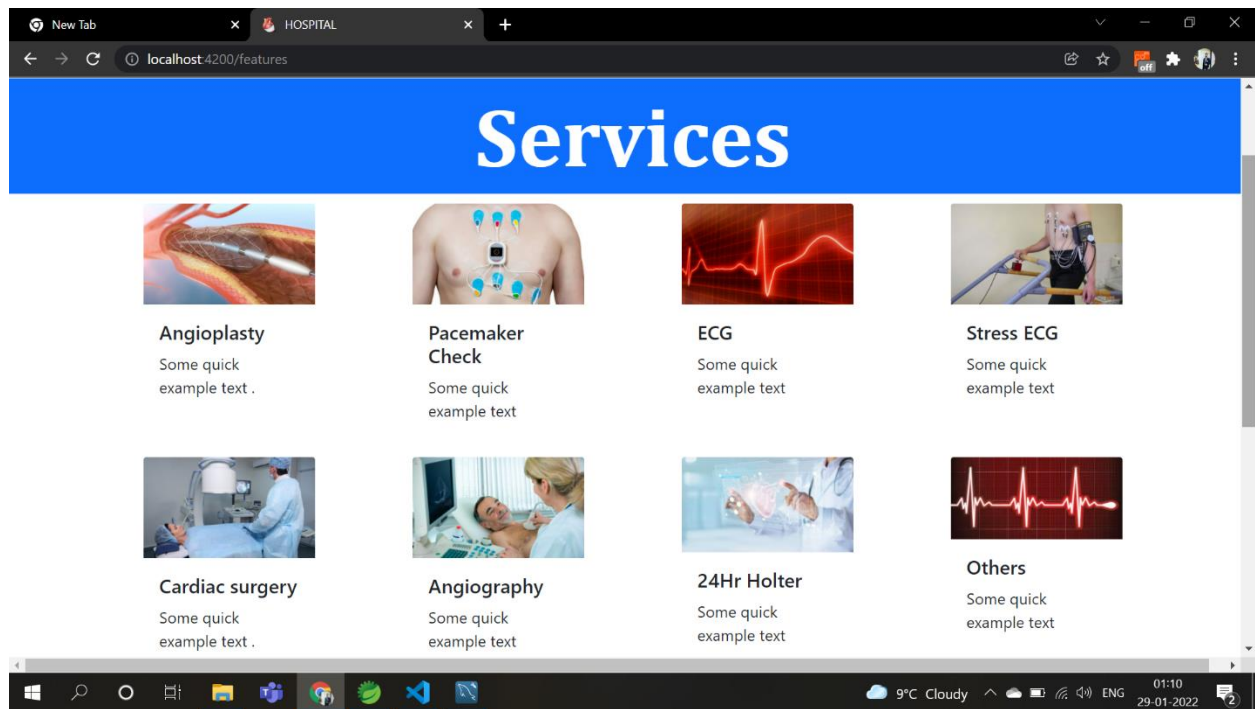 New Tab
HOSPITAL
localhost:4200/features
off
Services
Angioplasty
Some quick
example text .
Pacemaker
Check
Some quick
example text
ECG
Some quick
example text
Stress ECG
Some quick
example text
Cardiac surgery
Some quick
example text .
Angiography
Some quick
example text
24Hr Holter
Some quick
example text
Others
Some quick
example text
9°C Cloudy
ENG
01:10
29-01-2022
2